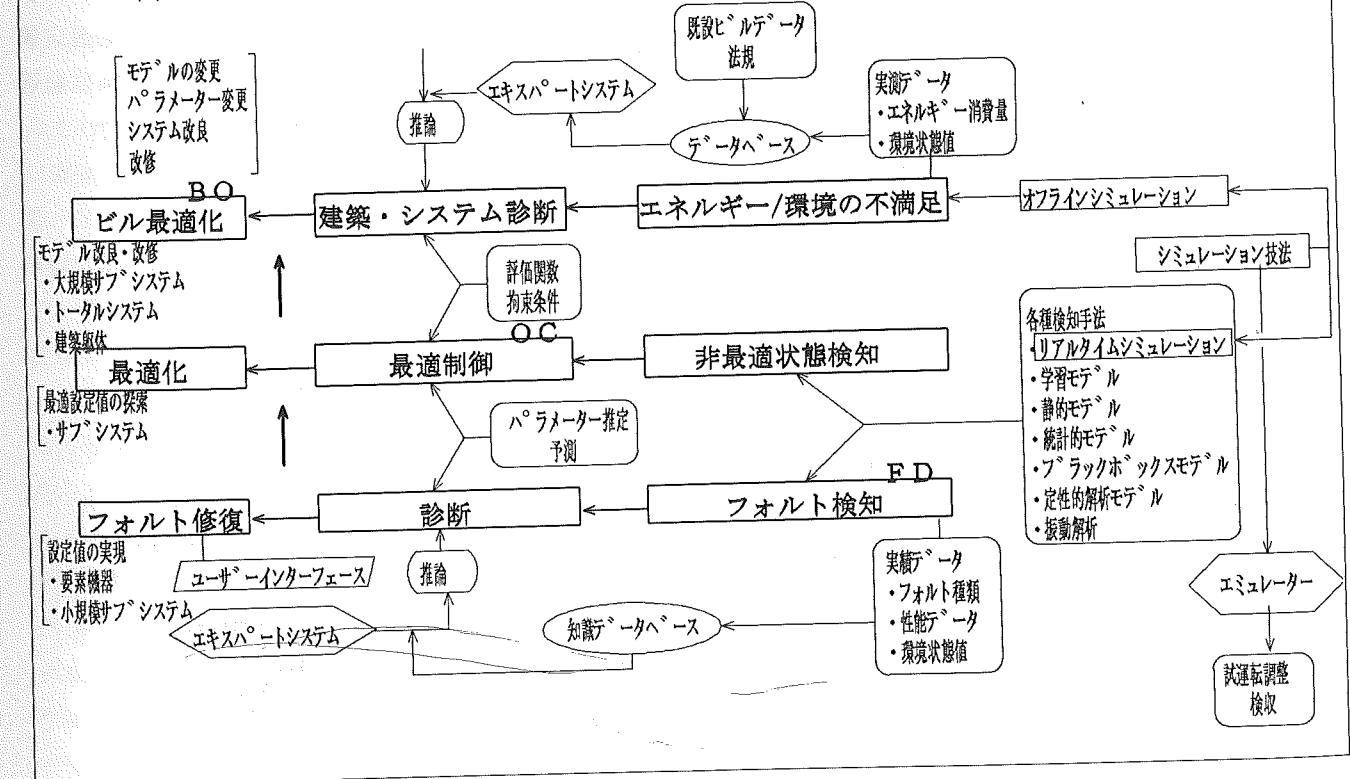 既設ビルデータ
法規
モデルの変更
パラメーター変更
システム改良
改修
エキスパートシステム
推論
データベース
実測データ
・エネルギー消費量
・環境状態値
BO
ビル最適化
建築・システム診断
エネルギー/環境の不満足
オフラインシミュレーション
シミュレーション技法
モデル改良・改修
・大規模サブシステム
・トータルシステム
・建築躯体
評価関数
拘束条件
OC
最適化
最適制御
非最適状態検知
各種検知手法
・リアルタイムシミュレーション
・学習モデル
・静的モデル
・統計的モデル
・ブラックボックスモデル
・定性的解析モデル
・振動解析
最適設定値の探索
・サブシステム
パラメーター推定
予測
FD
フォルト修復
診断
フォルト検知
設定値の実現
・要素機器
・小規模サブシステム
ユーザーインターフェース
推論
エキスパートシステム
知識データベース
実績データ
・フォルト種類
・性能データ
・環境状態値
エミュレーター
試運転調整
検収